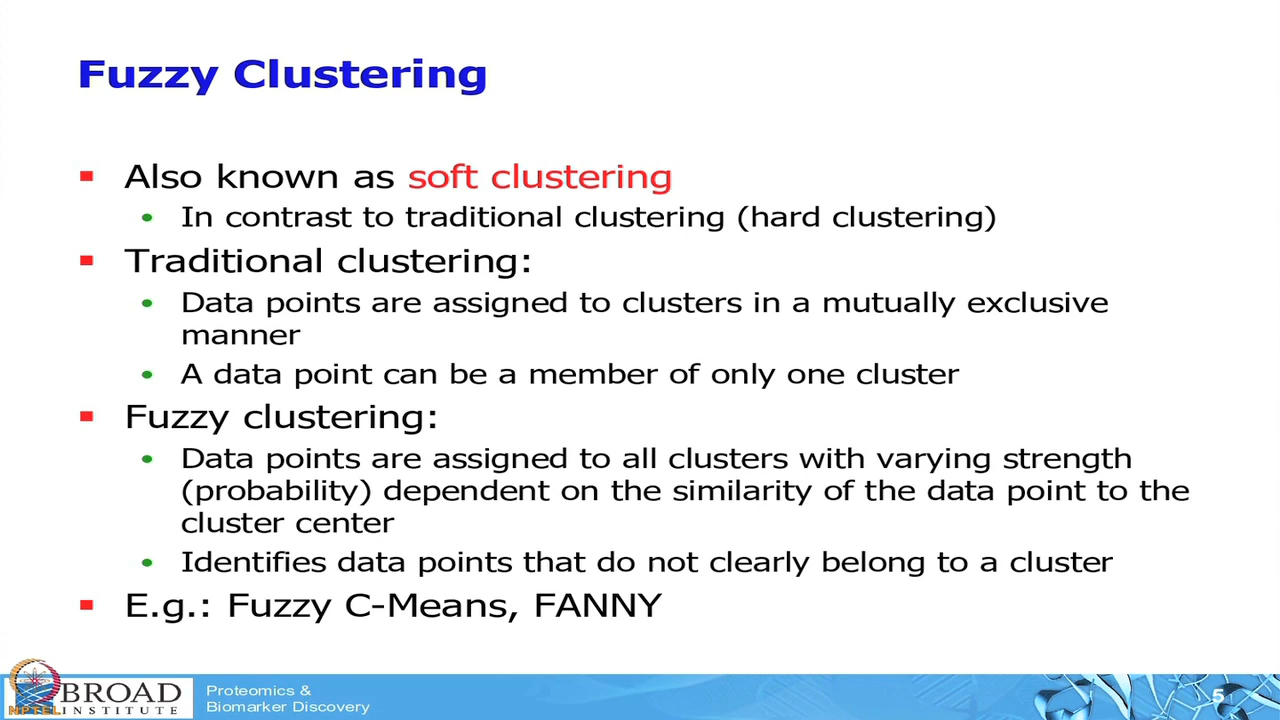 Fuzzy Clustering
Also known as soft clustering
In contrast to traditional clustering (hard clustering)
Traditional clustering:
Data points are assigned to clusters in a mutually exclusive
manner
A data point can be a member of only one cluster
Fuzzy clustering:
Data points are assigned to all clusters with varying strength
(probability) dependent on the similarity of the data point to the
cluster center
Identifies data points that do not clearly belong to a cluster
E.g.: Fuzzy C-Means, FANNY
BROAD
INSTITUTE
NPTEL
Proteomics &
Biomarker Discovery
5